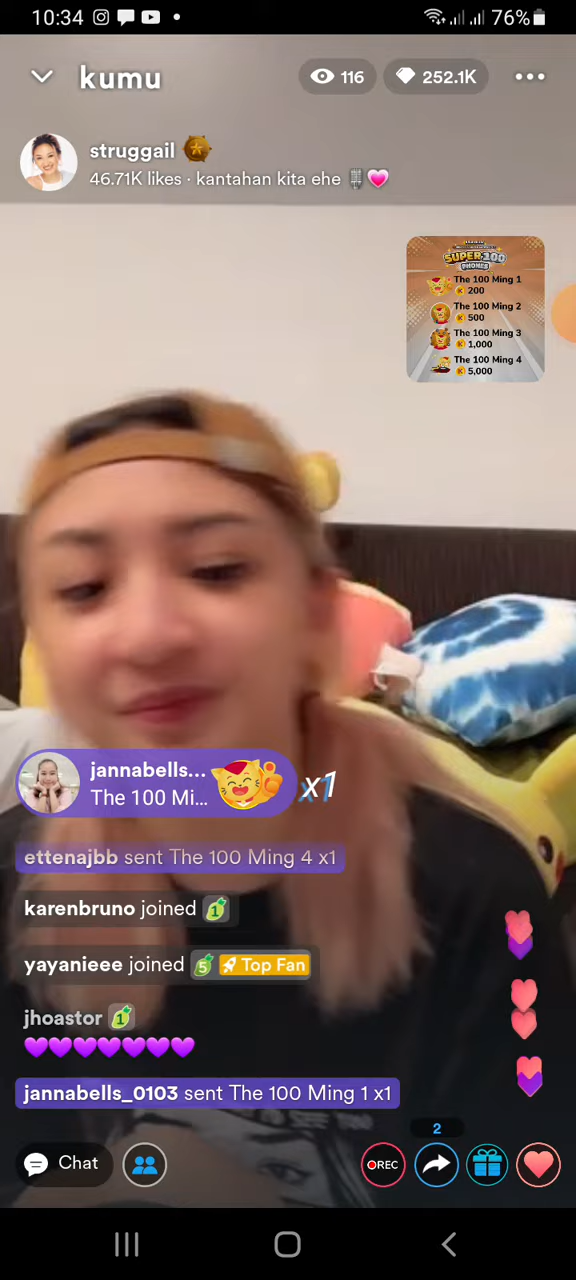 10:34
76%
kumu
116
252.1K
struggail
46.71K likes · kantahan kita ehe
SUPER 100
PHONES
The 100 Ming 1
200
The 100 Ming 2
500
The 100 Ming 3
1,000
The 100 Ming 4
5,000
jannabells...
The 100 Mi...
x1
ettenajbb sent The 100 Ming 4 x1
karenbruno joined 1
yayanieee joined 5 Top Fan
jhoastor 1
jannabells_0103 sent The 100 Ming 1 x1
2
Chat
REC